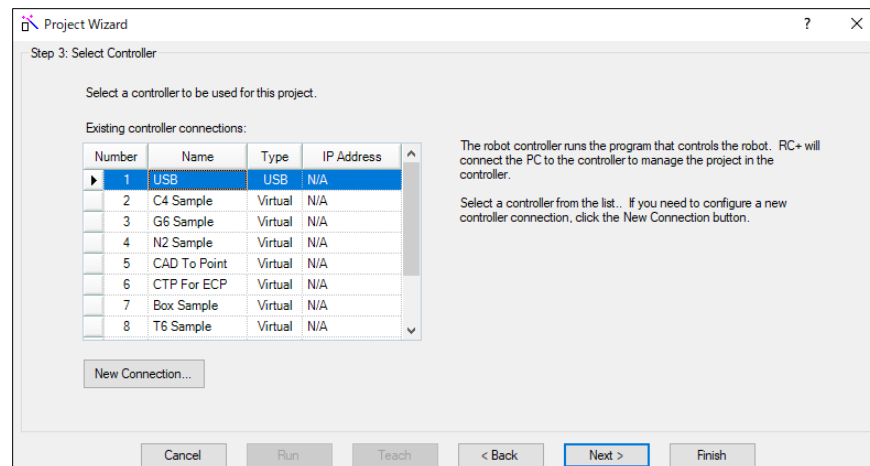 Project Wizard ? ×
Step 3: Select Controller
Select a controller to be used for this project.
Existing controller connections:
Number Name Type IP Address
1 USB USB N/A
2 C4 Sample Virtual N/A
3 G6 Sample Virtual N/A
4 N2 Sample Virtual N/A
5 CAD To Point Virtual N/A
6 CTP For ECP Virtual N/A
7 Box Sample Virtual N/A
8 T6 Sample Virtual N/A
New Connection...
The robot controller runs the program that controls the robot. RC+ will
connect the PC to the controller to manage the project in the
controller.
Select a controller from the list.. If you need to configure a new
controller connection, click the New Connection button.
Cancel Run Teach < Back Next > Finish